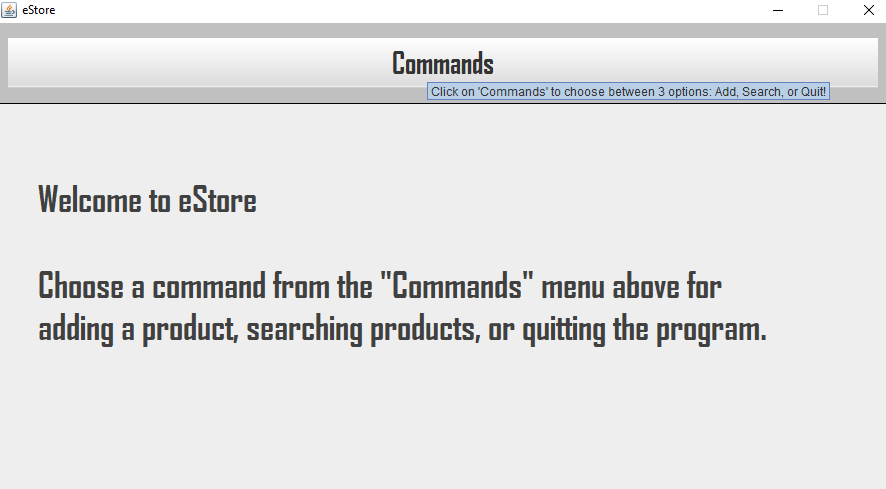 eStore
Commands
Click on 'Commands' to choose between 3 options: Add, Search, or Quit!
Welcome to eStore
Choose a command from the "Commands" menu above for
adding a product, searching products, or quitting the program.